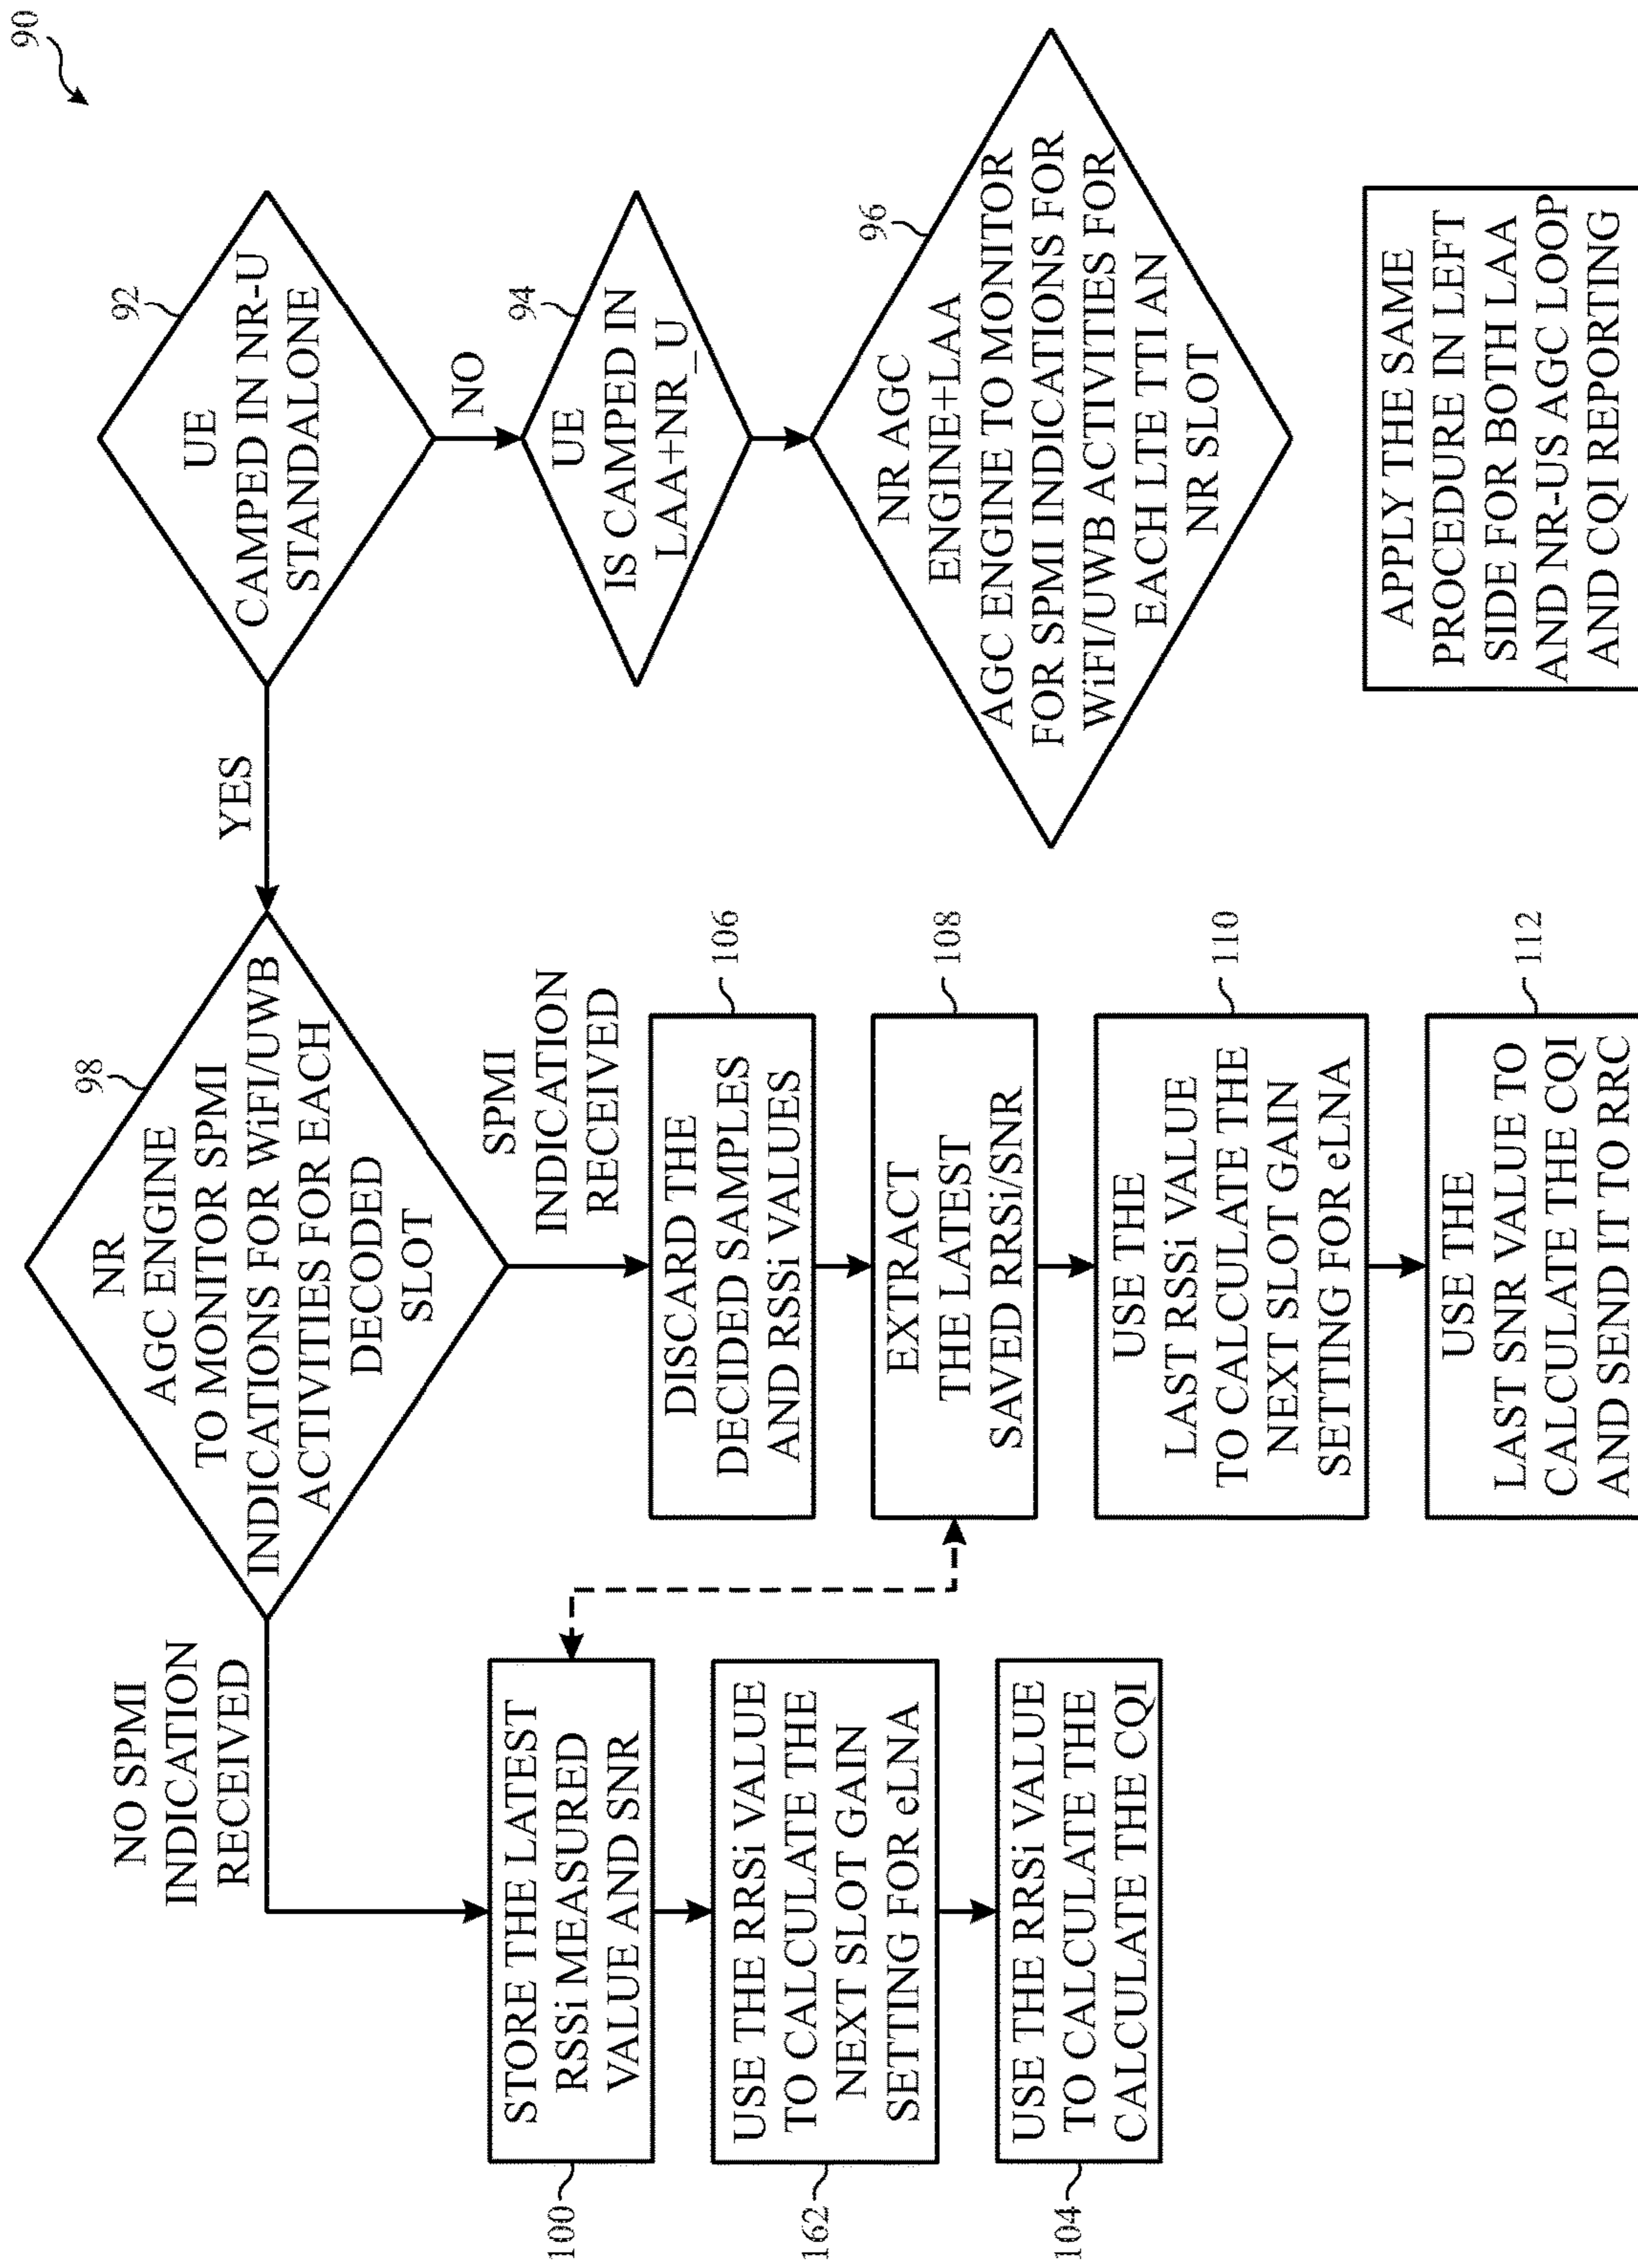 90
92
UE
CAMPED IN NR-U
STANDALONE
YES
NO
94
UE
IS CAMPED IN
LAA+NR_U
96
NR AGC
ENGINE+LAA
AGC ENGINE TO MONITOR
FOR SPMI INDICATIONS FOR
WiFI/UWB ACTIVITIES FOR
EACH LTE TTI AN
NR SLOT
APPLY THE SAME
PROCEDURE IN LEFT
SIDE FOR BOTH LAA
AND NR-US AGC LOOP
AND CQI REPORTING
98
NR
AGC ENGINE
TO MONITOR SPMI
INDICATIONS FOR WiFI/UWB
ACTIVITIES FOR EACH
DECODED
SLOT
SPMI
INDICATION
RECEIVED
106
DISCARD THE
DECIDED SAMPLES
AND RSSi VALUES
108
EXTRACT
THE LATEST
SAVED RRSi/SNR
110
USE THE
LAST RSSi VALUE
TO CALCULATE THE
NEXT SLOT GAIN
SETTING FOR eLNA
112
USE THE
LAST SNR VALUE TO
CALCULATE THE CQI
AND SEND IT TO RRC
NO SPMI
INDICATION
RECEIVED
100
STORE THE LATEST
RSSi MEASURED
VALUE AND SNR
162
USE THE RRSi VALUE
TO CALCULATE THE
NEXT SLOT GAIN
SETTING FOR eLNA
104
USE THE RRSi VALUE
TO CALCULATE THE
CALCULATE THE CQI